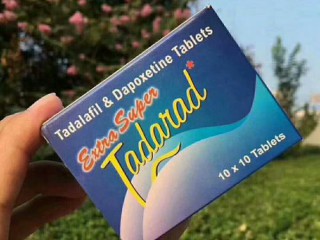 Tadalafil & Dapoxetine Tablets
Extra Super
Tadarad*
10 x 10 Tablets